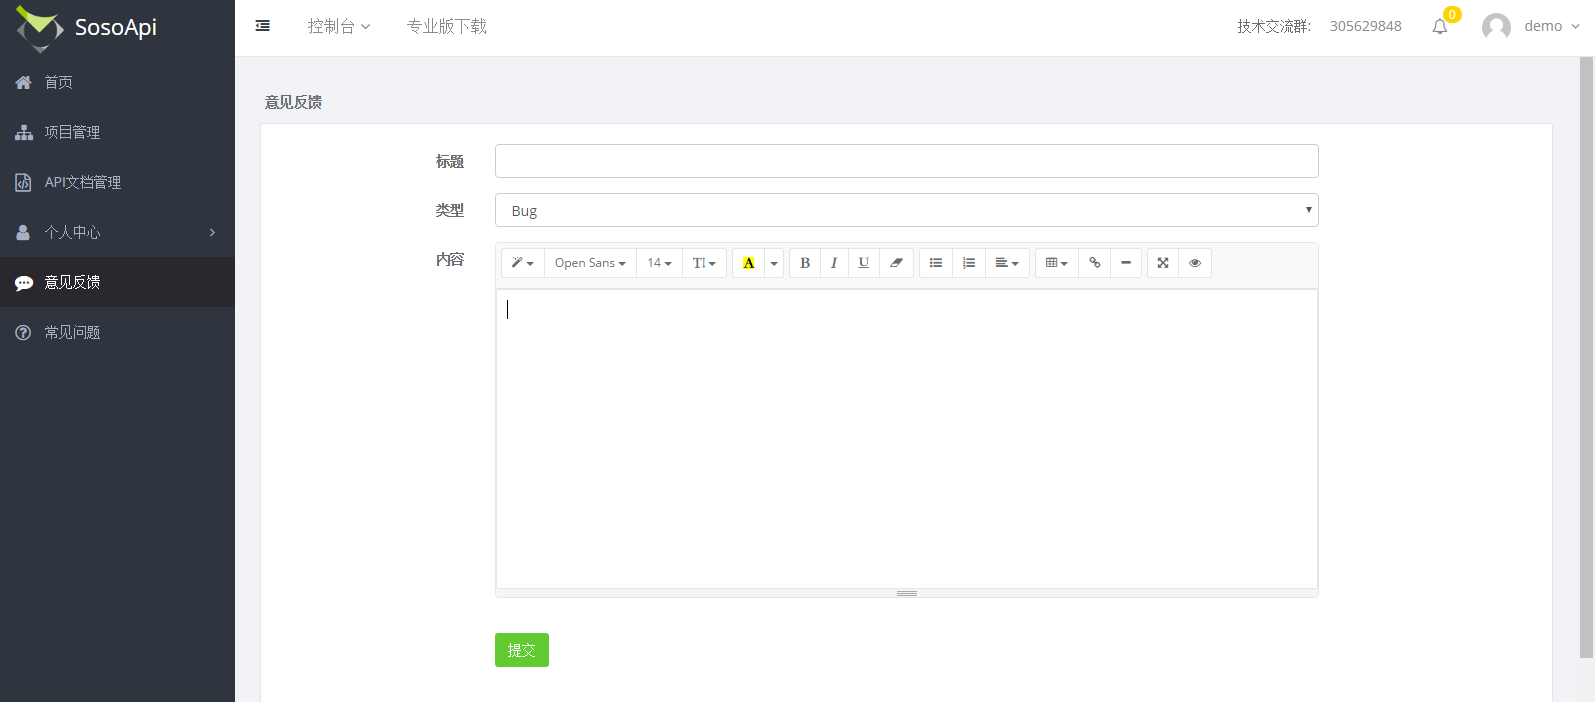 SosoApi
控制台
专业版下载
技术交流群:
305629848
0
demo
首页
项目管理
API文档管理
个人中心
意见反馈
常见问题
意见反馈
标题
类型
Bug
内容
Open Sans
14
TI
A
B
I
U
提交